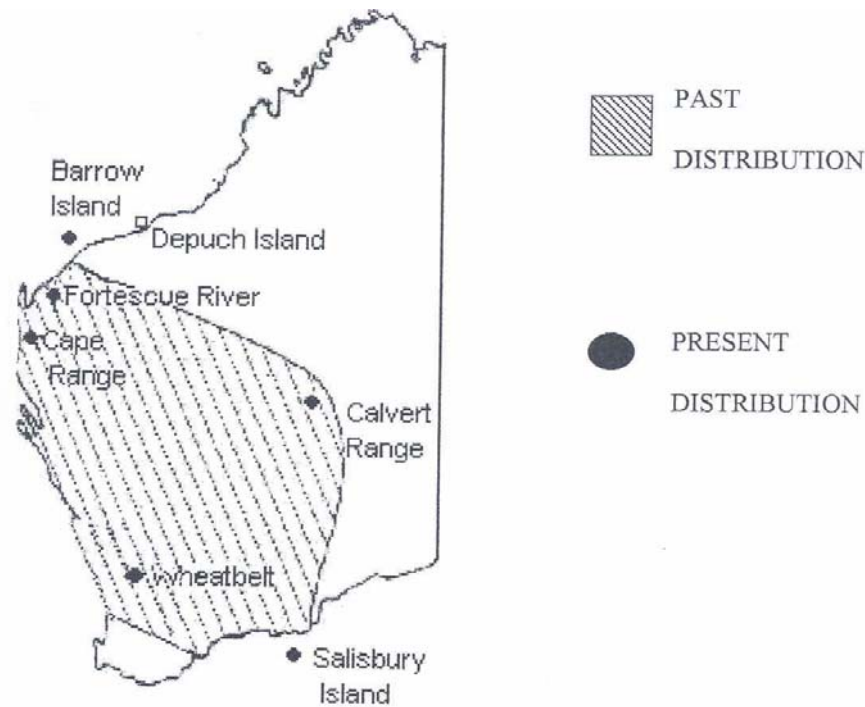 Barrow
Island
Depuch Island
Fortescue River
Cape
Range
Calvert
Range
Wheatbelt
Salisbury
Island
PAST
DISTRIBUTION
PRESENT
DISTRIBUTION